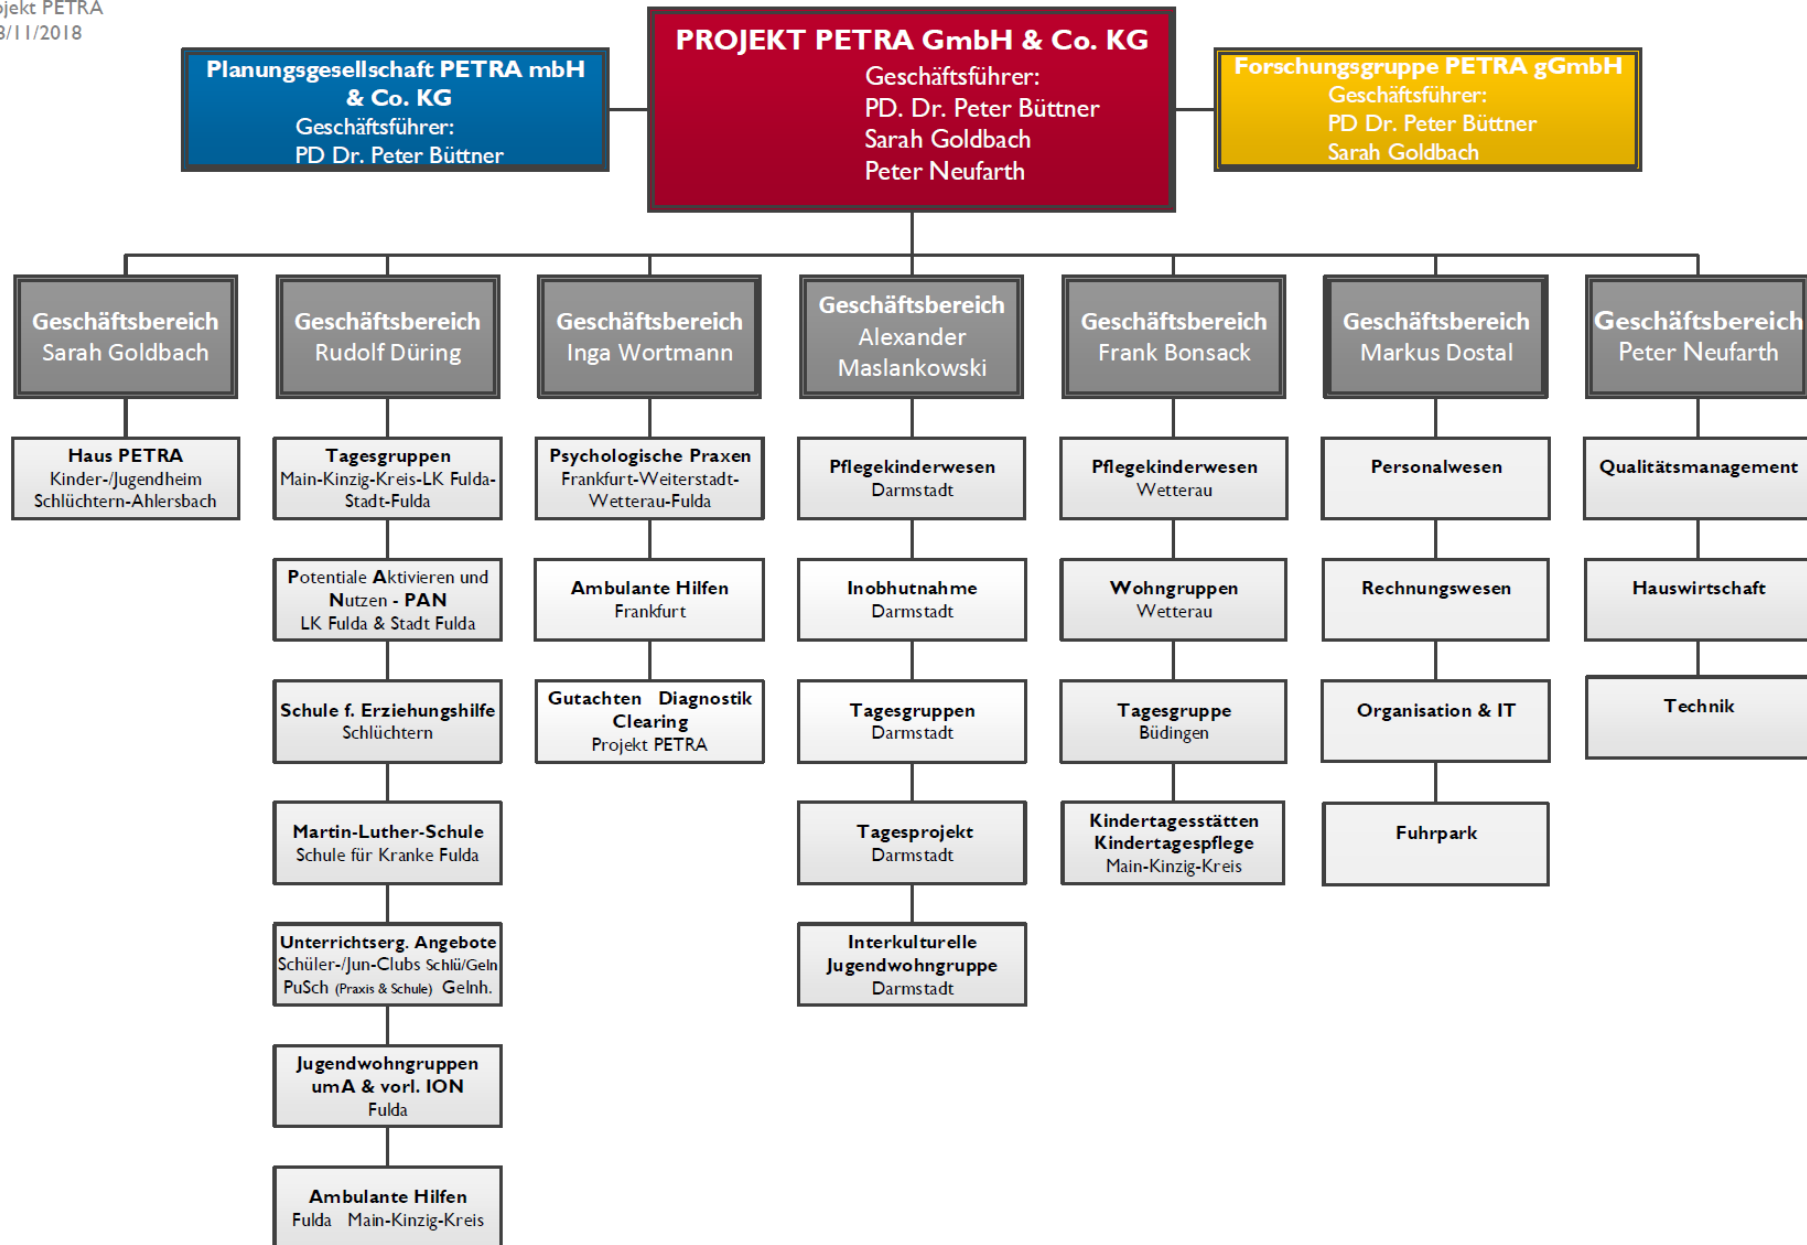 ojekt PETRA
8/11/2018
PROJEKT PETRA GmbH & Co. KG
Geschäftsführer:
PD. Dr. Peter Büttner
Sarah Goldbach
Peter Neufarth
Planungsgesellschaft PETRA mbH
& Co. KG
Geschäftsführer:
PD Dr. Peter Büttner
Forschungsgruppe PETRA gGmbH
Geschäftsführer:
PD Dr. Peter Büttner
Sarah Goldbach
Geschäftsbereich
Sarah Goldbach
Haus PETRA
Kinder-/Jugendheim
Schlüchtern-Ahlersbach
Geschäftsbereich
Rudolf Düring
Tagesgruppen
Main-Kinzig-Kreis-LK Fulda-
Stadt-Fulda
Potentiale Aktivieren und
Nutzen - PAN
LK Fulda & Stadt Fulda
Schule f. Erziehungshilfe
Schlüchtern
Martin-Luther-Schule
Schule für Kranke Fulda
Unterrichtserg. Angebote
Schüler-/Jun-Clubs Schlü/Geln
PuSch (Praxis & Schule) Gelnh.
Jugendwohngruppen
umA & vorl. ION
Fulda
Ambulante Hilfen
Fulda Main-Kinzig-Kreis
Geschäftsbereich
Inga Wortmann
Psychologische Praxen
Frankfurt-Weiterstadt-
Wetterau-Fulda
Ambulante Hilfen
Frankfurt
Gutachten Diagnostik
Clearing
Projekt PETRA
Geschäftsbereich
Alexander
Maslankowski
Pflegekinderwesen
Darmstadt
Inobhutnahme
Darmstadt
Tagesgruppen
Darmstadt
Tagesprojekt
Darmstadt
Interkulturelle
Jugendwohngruppe
Darmstadt
Geschäftsbereich
Frank Bonsack
Pflegekinderwesen
Wetterau
Wohngruppen
Wetterau
Tagesgruppe
Büdingen
Kindertagesstätten
Kindertagespflege
Main-Kinzig-Kreis
Geschäftsbereich
Markus Dostal
Personalwesen
Rechnungswesen
Organisation & IT
Fuhrpark
Geschäftsbereich
Peter Neufarth
Qualitätsmanagement
Hauswirtschaft
Technik